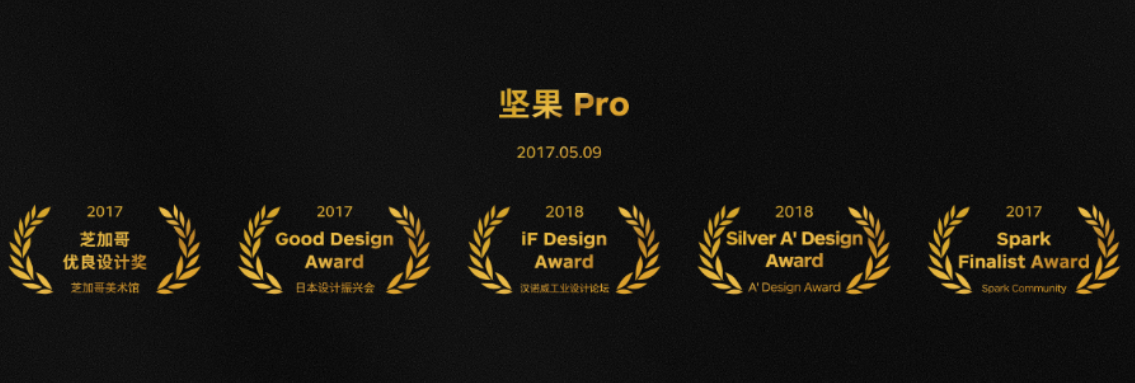 坚果 Pro
2017.05.09
2017
芝加哥
优良设计奖
芝加哥美术馆
2017
Good Design
Award
日本设计振兴会
2018
iF Design
Award
汉诺威工业设计论坛
2018
Silver A' Design
Award
A' Design Award
2017
Spark
Finalist Award
Spark Community